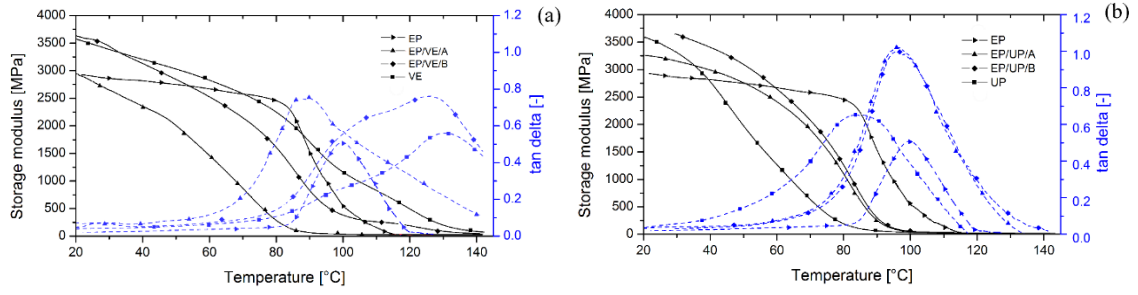 (a)
Storage modulus [MPa]
4000
3500
3000
2500
2000
1500
1000
500
0
EP
EP/VE/A
EP/VE/B
VE
1.2
1.0
0.8
0.6
0.4
0.2
0.0
tan delta [-]
20 40 60 80 100 120 140
Temperature [°C]
(b)
Storage modulus [MPa]
4000
3500
3000
2500
2000
1500
1000
500
0
EP
EP/UP/A
EP/UP/B
UP
1.2
1.0
0.8
0.6
0.4
0.2
0.0
tan delta [-]
20 40 60 80 100 120 140
Temperature [°C]